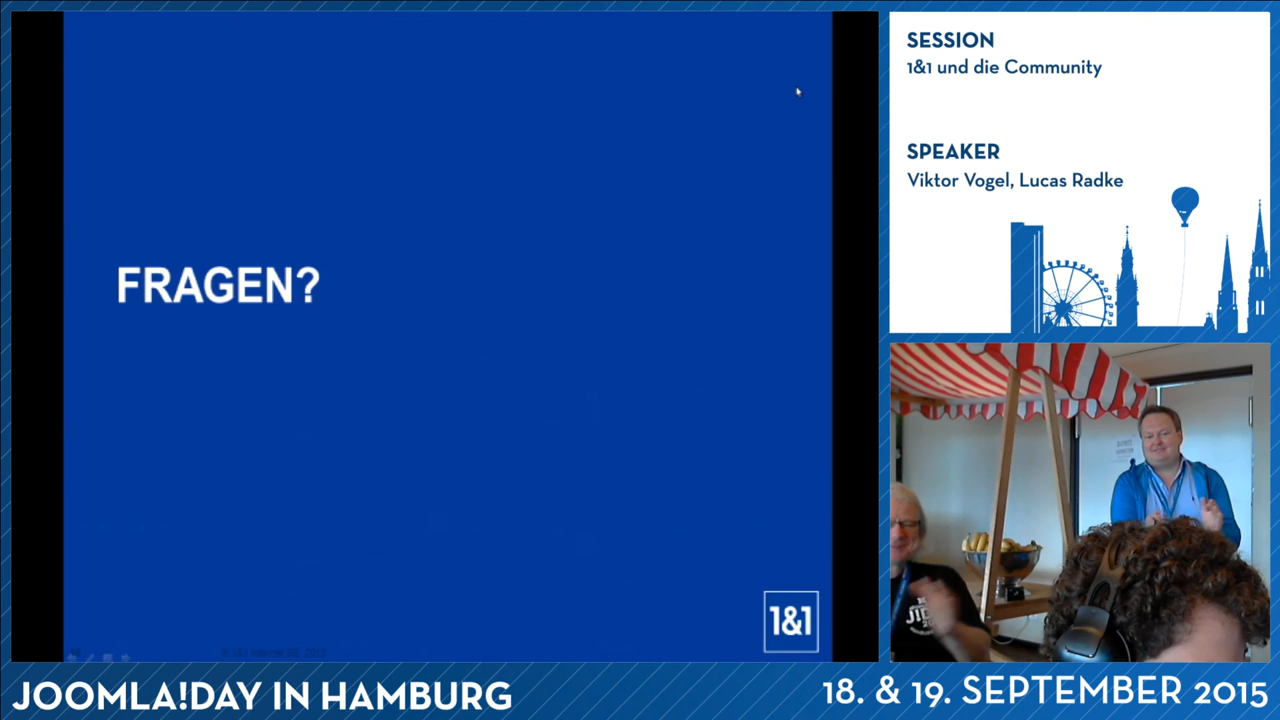 FRAGEN?
1&1
SESSION
1&1 und die Community
SPEAKER
Viktor Vogel, Lucas Radke
JOOMLA!DAY IN HAMBURG
18. & 19. SEPTEMBER 2015